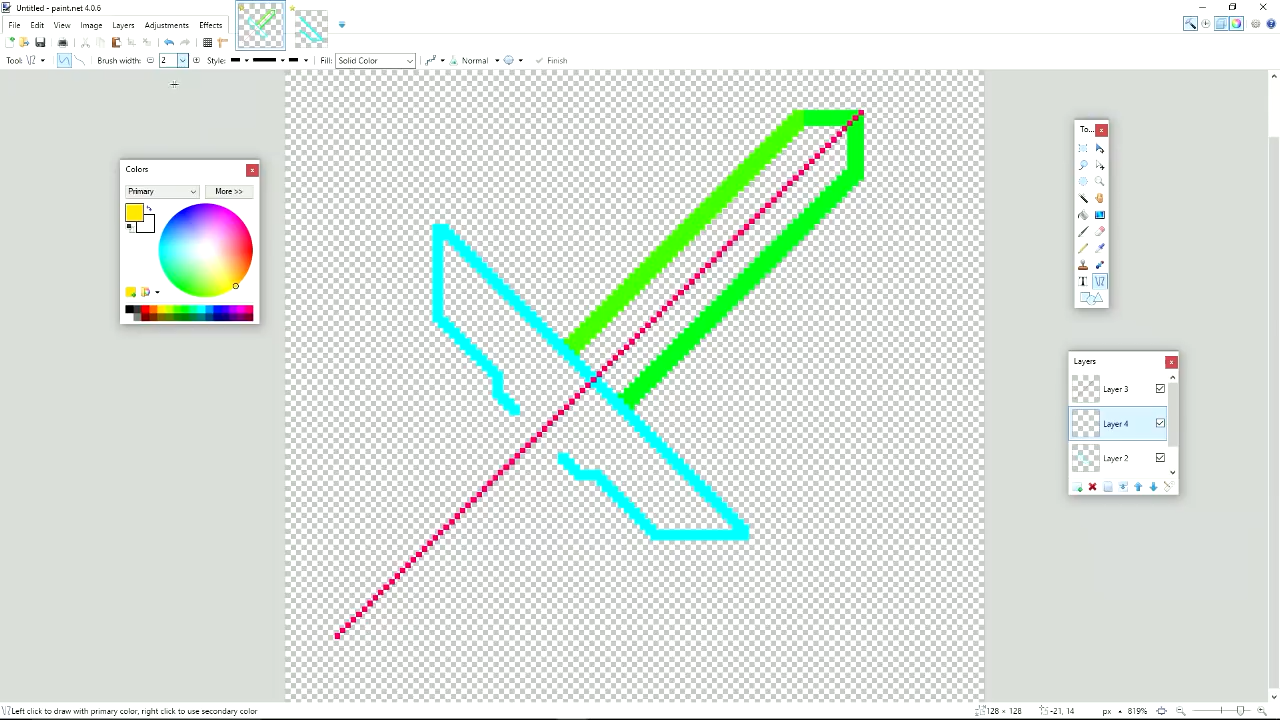 Untitled - paint.net 4.0.6
File Edit View Image Layers Adjustments Effects
Tool: Brush width: 2 Style: Fill: Solid Color Normal Finish
To...
Colors
Primary More >>
Layers
Layer 3
Layer 4
Layer 2
Left click to draw with primary color, right click to use secondary color 128 × 128 -21, 14 px 819%